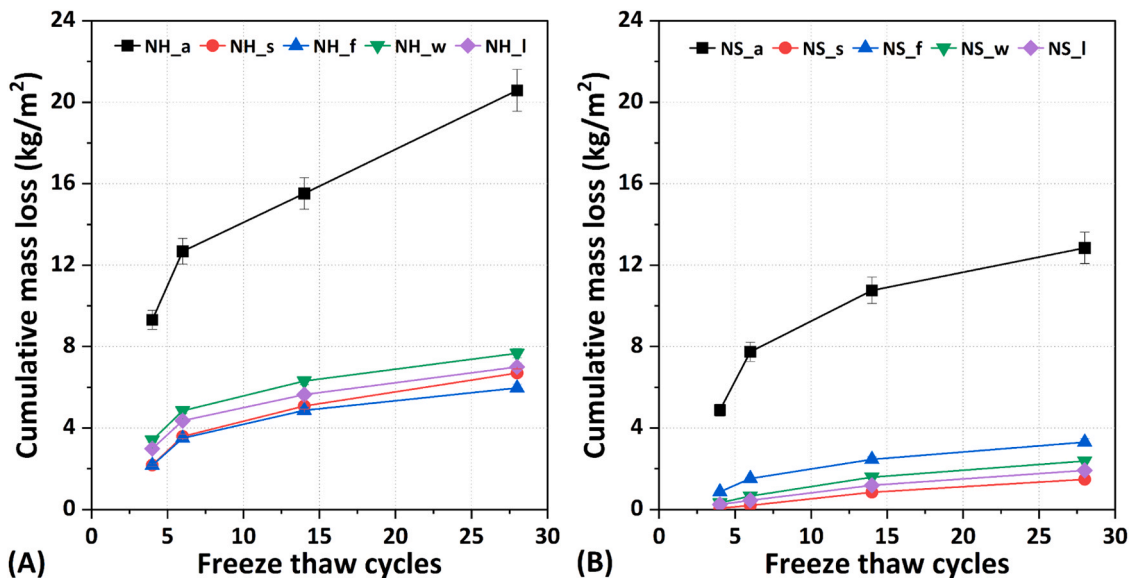 Cumulative mass loss (kg/m²)
24
20
16
12
8
4
0
NH_a NH_s NH_f NH_w NH_l
0 5 10 15 20 25 30
Freeze thaw cycles
(A)
Cumulative mass loss (kg/m²)
24
20
16
12
8
4
0
NS_a NS_s NS_f NS_w NS_l
0 5 10 15 20 25 30
Freeze thaw cycles
(B)